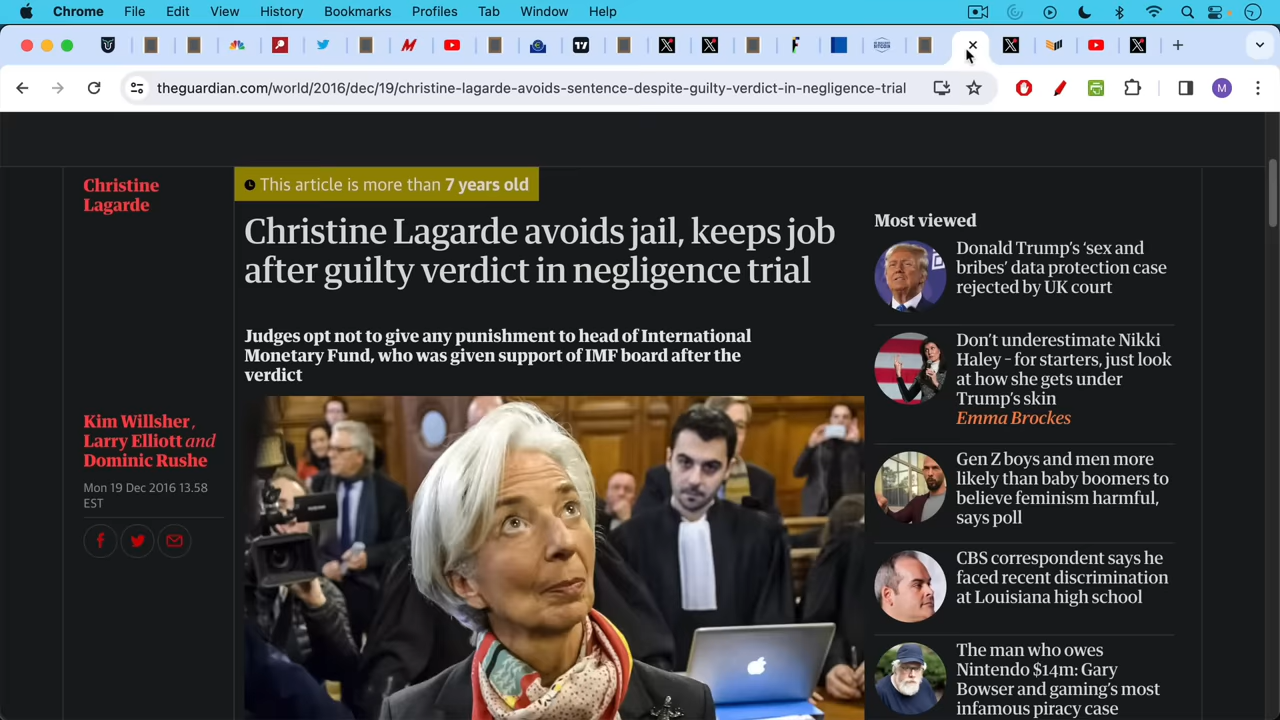 Chrome File Edit View History Bookmarks Profiles Tab Window Help
theguardian.com/world/2016/dec/19/christine-lagarde-avoids-sentence-despite-guilty-verdict-in-negligence-trial
M
Christine
Lagarde
This article is more than 7 years old
Christine Lagarde avoids jail, keeps job
after guilty verdict in negligence trial
Judges opt not to give any punishment to head of International
Monetary Fund, who was given support of IMF board after the
verdict
Kim Willsher,
Larry Elliott and
Dominic Rushe
Mon 19 Dec 2016 13.58
EST
Most viewed
Donald Trump's 'sex and
bribes' data protection case
rejected by UK court
Don't underestimate Nikki
Haley – for starters, just look
at how she gets under
Trump's skin
Emma Brockes
Gen Z boys and men more
likely than baby boomers to
believe feminism harmful,
says poll
CBS correspondent says he
faced recent discrimination
at Louisiana high school
The man who owes
Nintendo $14m: Gary
Bowser and gaming's most
infamous piracy case